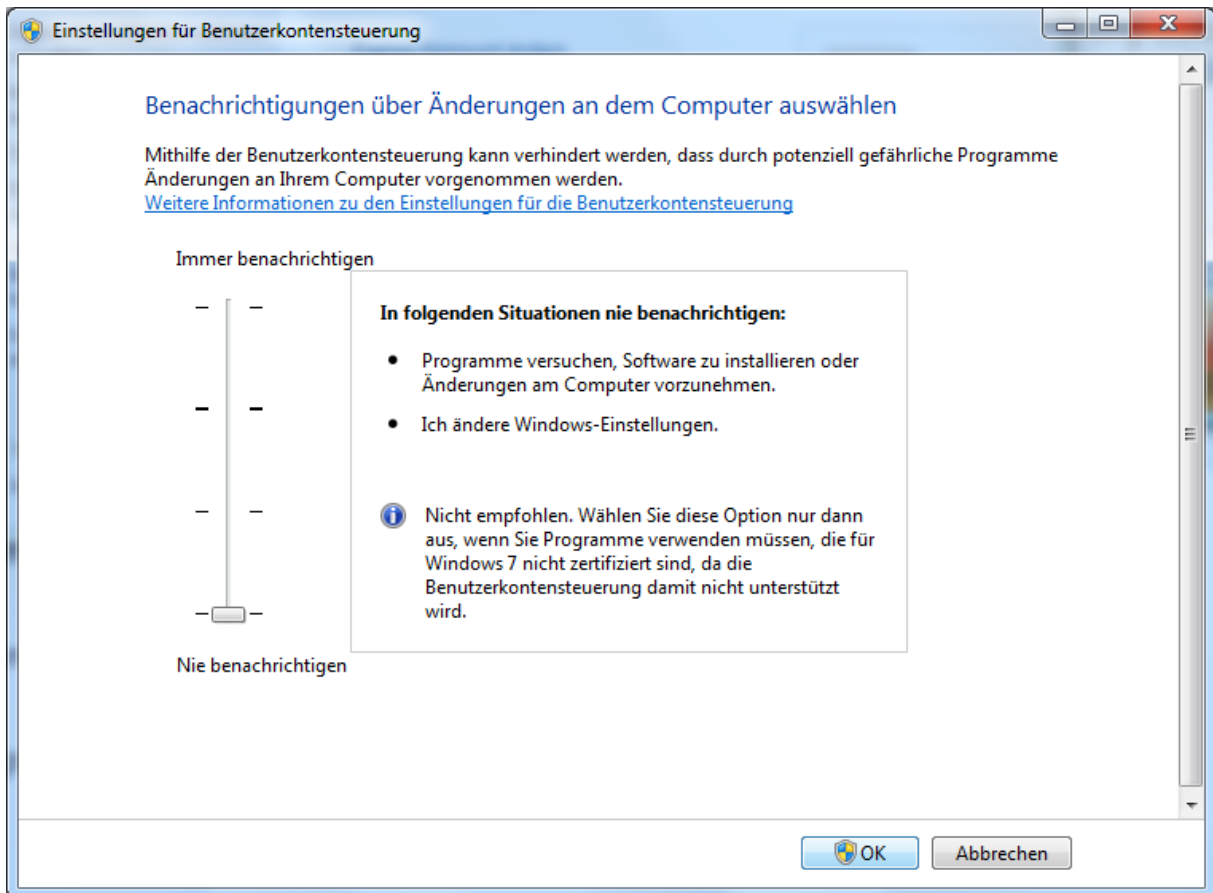 Einstellungen für Benutzerkontensteuerung
Benachrichtigungen über Änderungen an dem Computer auswählen
Mithilfe der Benutzerkontensteuerung kann verhindert werden, dass durch potenziell gefährliche Programme
Änderungen an Ihrem Computer vorgenommen werden.
Weitere Informationen zu den Einstellungen für die Benutzerkontensteuerung
Immer benachrichtigen
In folgenden Situationen nie benachrichtigen:
Programme versuchen, Software zu installieren oder
Änderungen am Computer vorzunehmen.
Ich ändere Windows-Einstellungen.
Nicht empfohlen. Wählen Sie diese Option nur dann
aus, wenn Sie Programme verwenden müssen, die für
Windows 7 nicht zertifiziert sind, da die
Benutzerkontensteuerung damit nicht unterstützt
wird.
Nie benachrichtigen
OK
Abbrechen